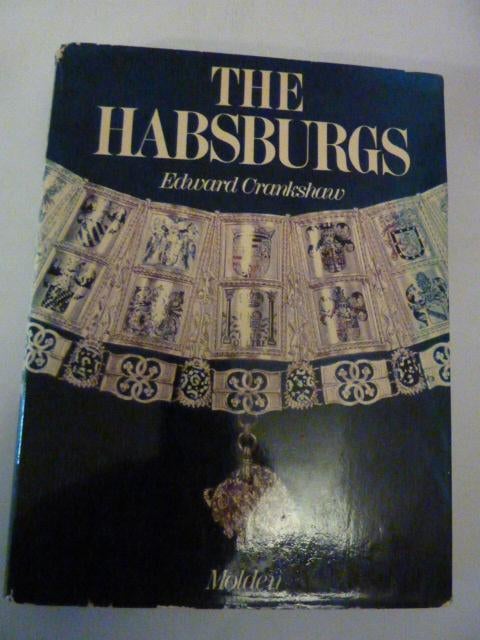 THE
HABSBURGS
Edward Crankshaw
Molden